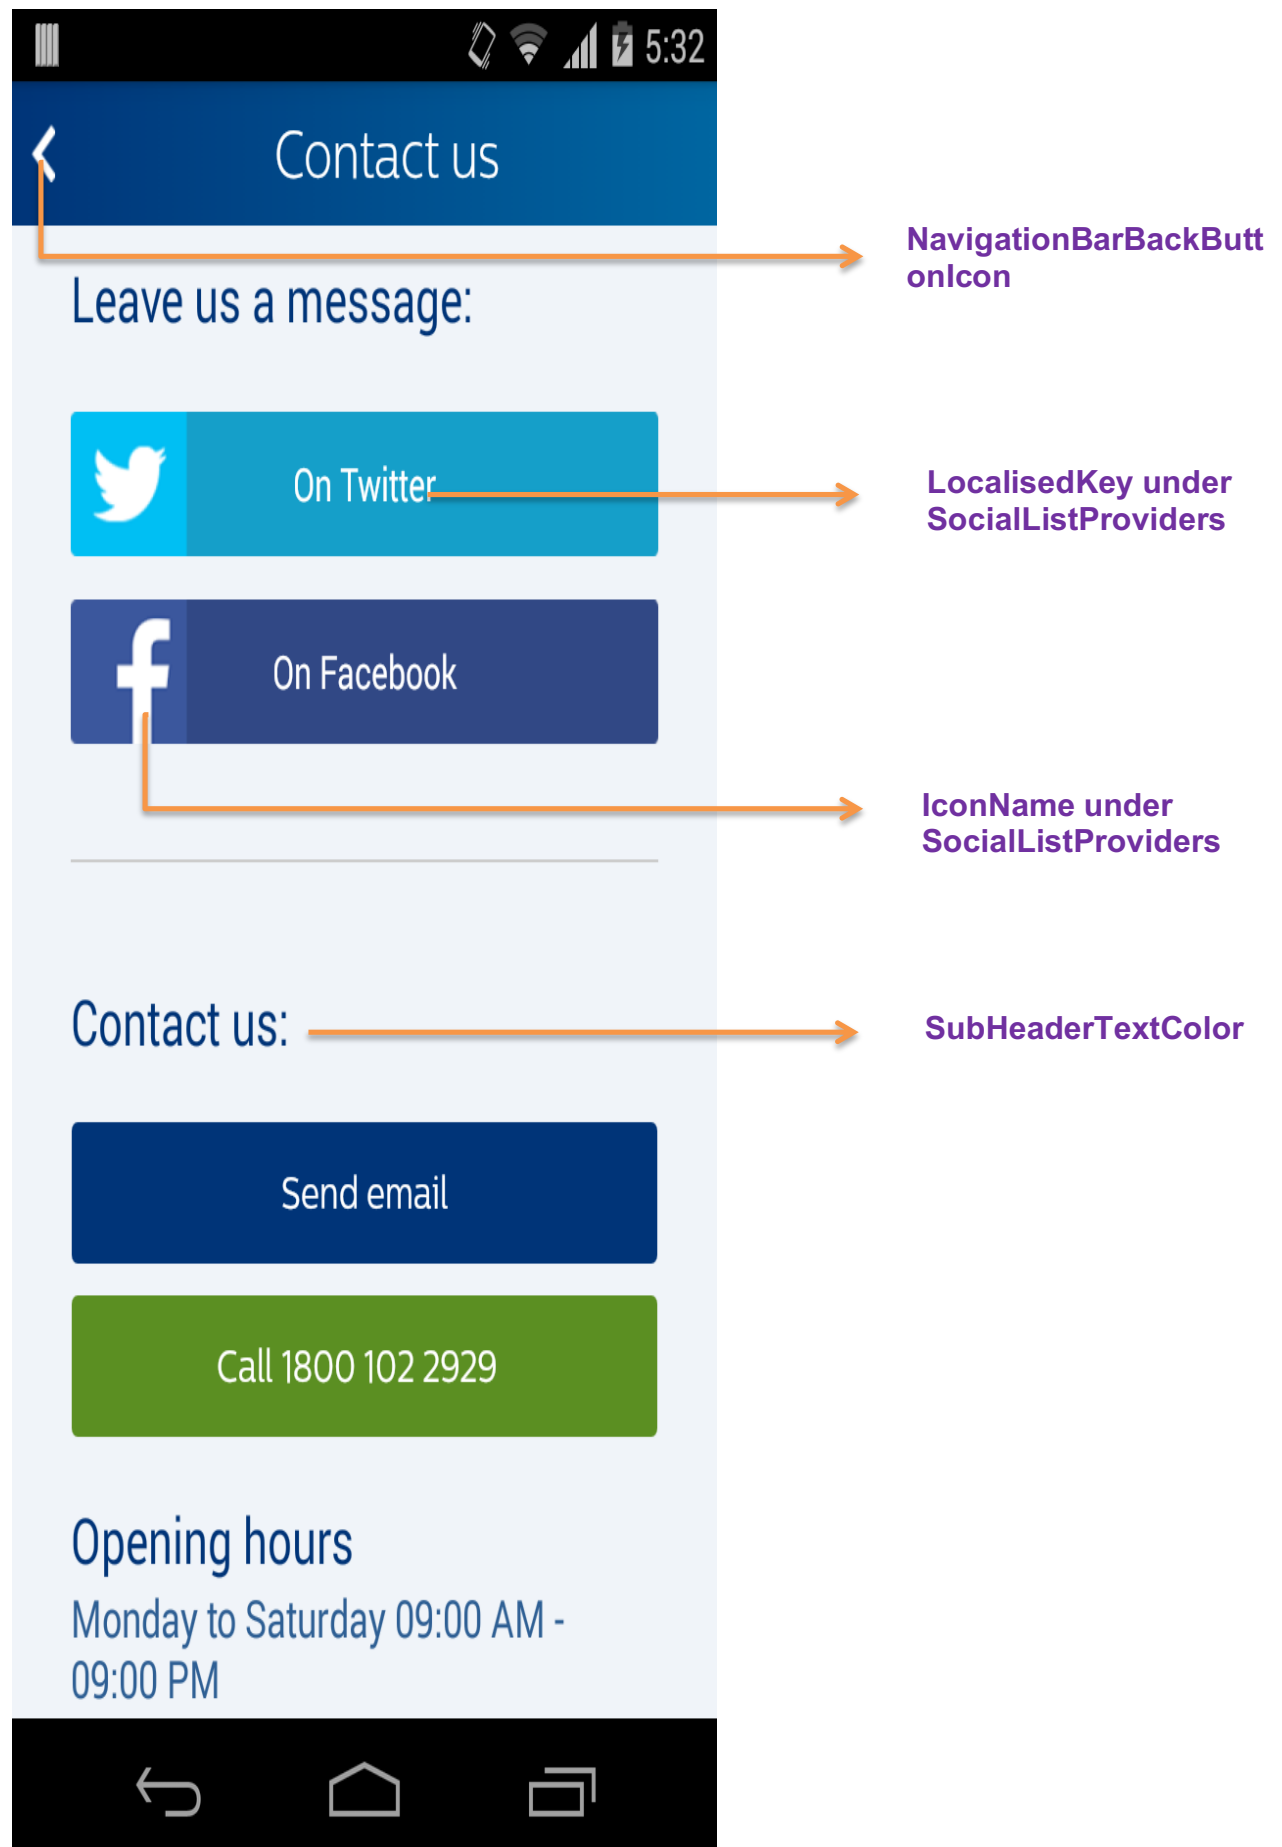 5:32
Contact us
NavigationBarBackButt
onIcon
Leave us a message:
On Twitter
LocalisedKey under
SocialListProviders
f
On Facebook
IconName under
SocialListProviders
Contact us:
SubHeaderTextColor
Send email
Call 1800 102 2929
Opening hours
Monday to Saturday 09:00 AM -
09:00 PM